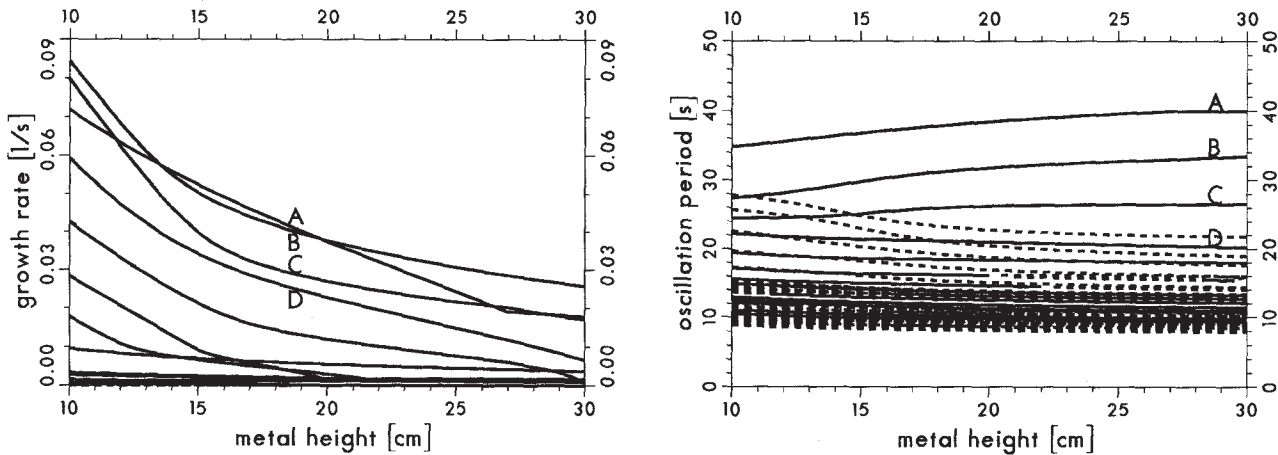 10 15 20 25 30
0.09 0.06 0.03 0.00
growth rate [1/s]
A
B
C
D
0.09 0.06 0.03 0.00
10 15 20 25 30
metal height [cm]
10 15 20 25 30
50 40 30 20 10 0
oscillation period [s]
A
B
C
D
50 40 30 20 10 0
10 15 20 25 30
metal height [cm]